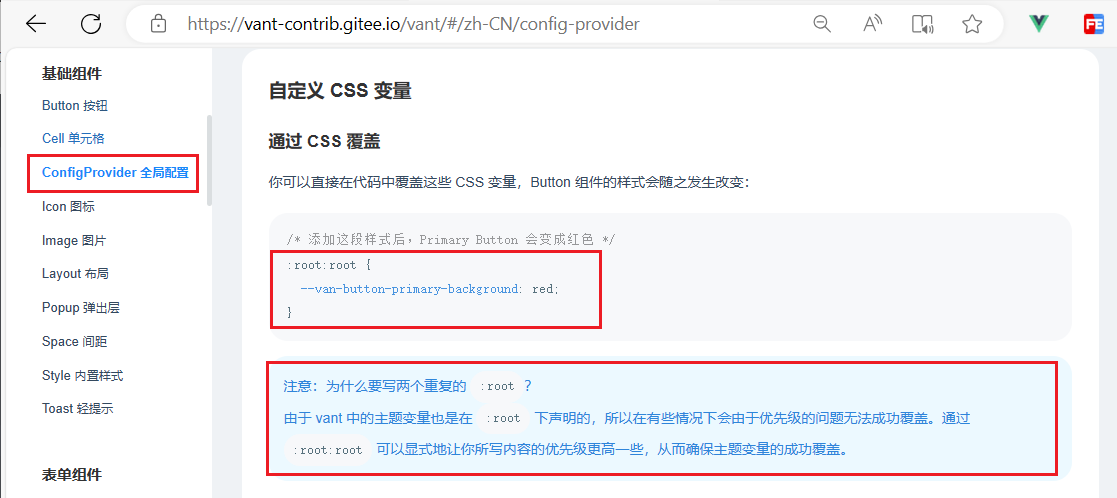 https://vant-contrib.gitee.io/vant/#/zh-CN/config-provider
基础组件
Button 按钮
Cell 单元格
ConfigProvider 全局配置
Icon 图标
Image 图片
Layout 布局
Popup 弹出层
Space 间距
Style 内置样式
Toast 轻提示
表单组件
自定义 CSS 变量
通过 CSS 覆盖
你可以直接在代码中覆盖这些 CSS 变量，Button 组件的样式会随之发生改变：
/* 添加这段样式后，Primary Button 会变成红色 */
:root:root {
--van-button-primary-background: red;
}
注意：为什么要写两个重复的 :root ？
由于 vant 中的主题变量也是在 :root 下声明的，所以在有些情况下会由于优先级的问题无法成功覆盖。通过
:root:root 可以显式地让你所写内容的优先级更高一些，从而确保主题变量的成功覆盖。